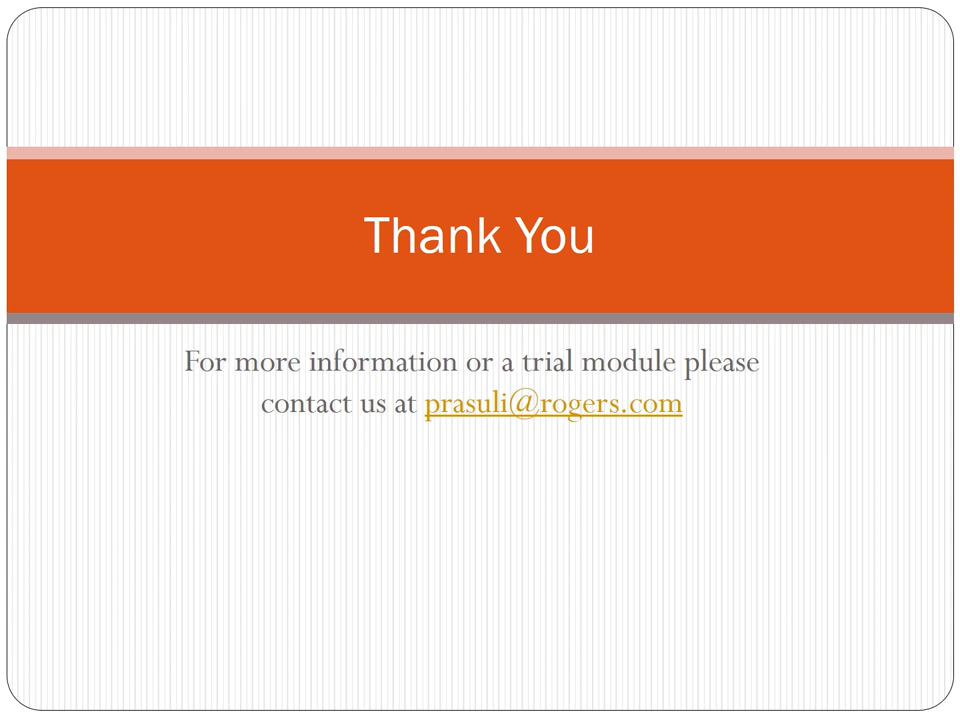 Thank You
For more information or a trial module please
contact us at prasuli@rogers.com